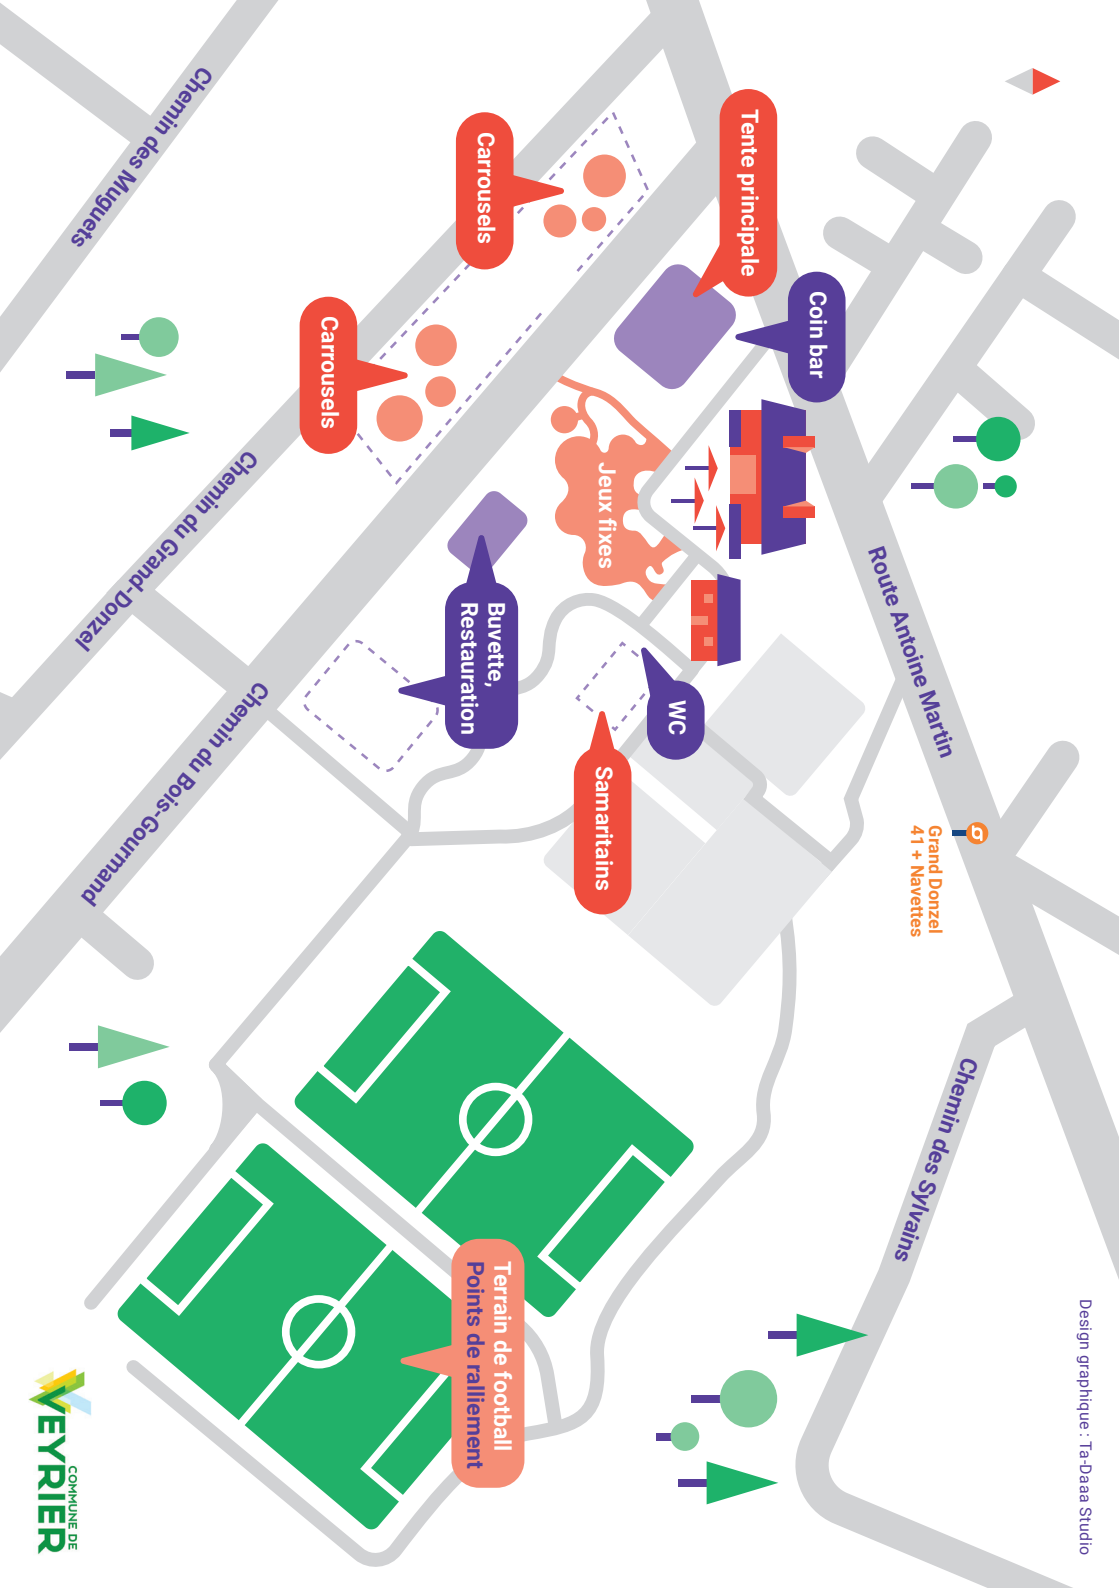 Tente principale
Coin bar
Carrousels
Carrousels
Jeux fixes
Buvette,
Restauration
WC
Samaritains
Route Antoine Martin
Grand Donzel
41 + Navettes
Chemin des Sylvains
Chemin des Muguets
Chemin du Grand-Donzel
Chemin du Bois-Gourmand
Terrain de football
Points de ralliement
Design graphique : Ta-Daaa Studio
COMMUNE DE
VEYRIER